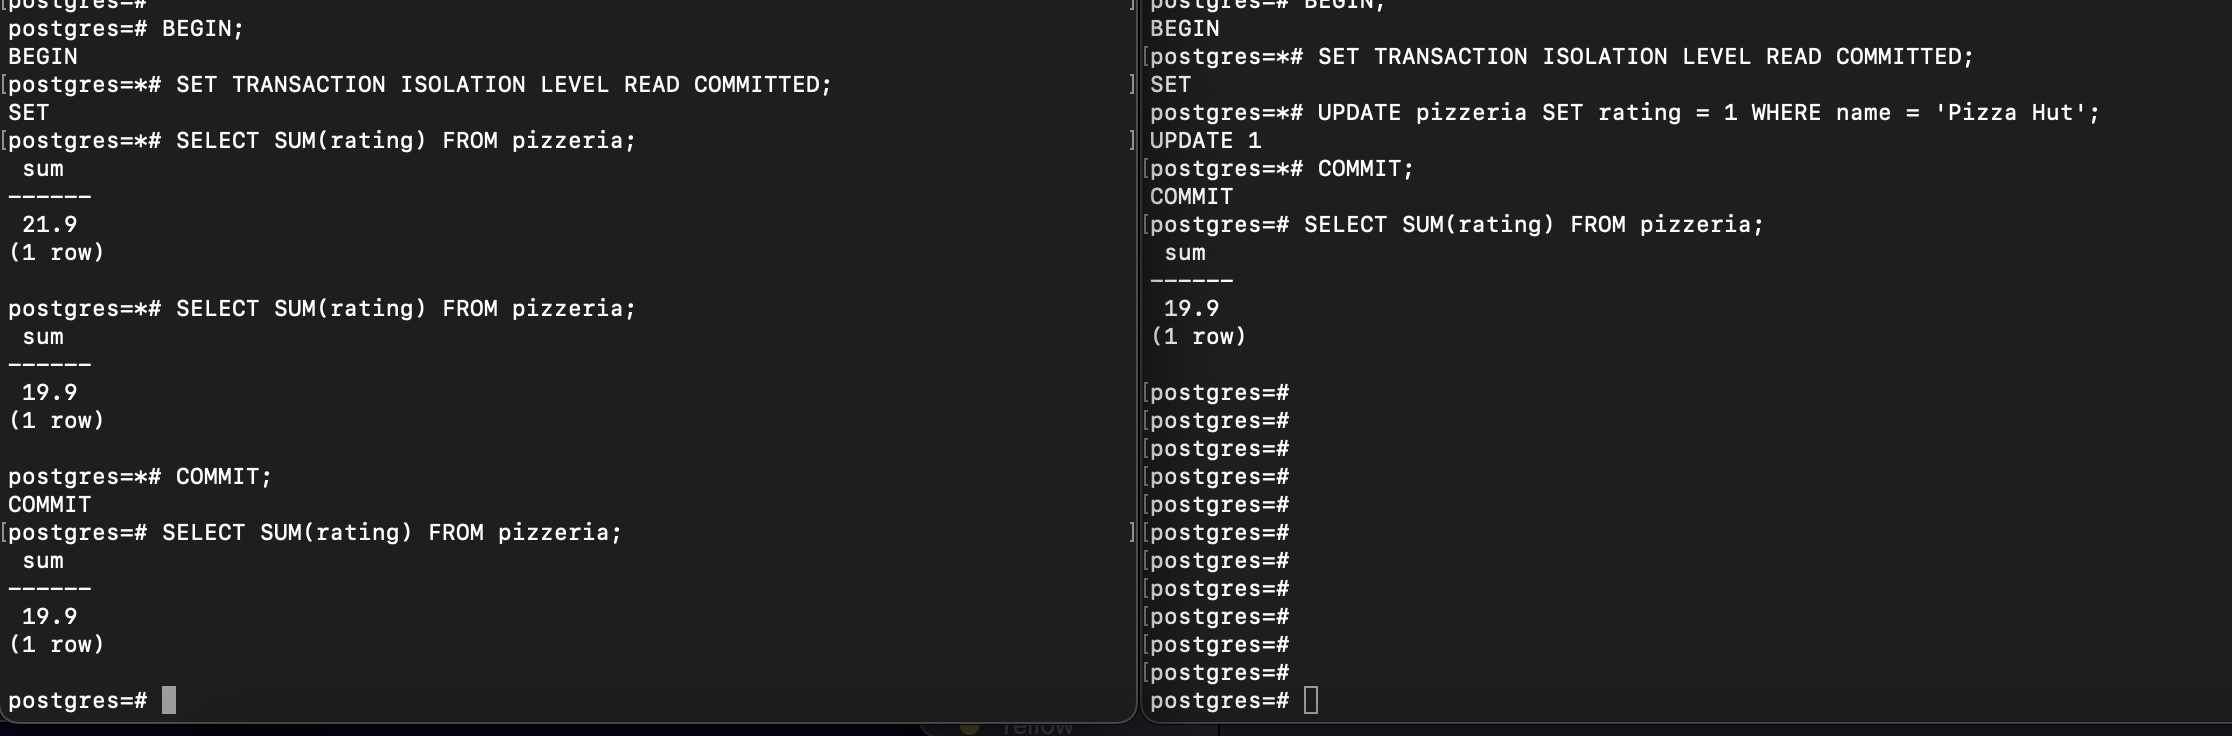 postgres=#
postgres=# BEGIN;
BEGIN
[postgres=*# SET TRANSACTION ISOLATION LEVEL READ COMMITTED; ]
SET
[postgres=*# SELECT SUM(rating) FROM pizzeria; ]
sum
------
21.9
(1 row)
postgres=*# SELECT SUM(rating) FROM pizzeria;
sum
------
19.9
(1 row)
postgres=*# COMMIT;
COMMIT
[postgres=# SELECT SUM(rating) FROM pizzeria; ]
sum
------
19.9
(1 row)
postgres=#
postgres=# BEGIN;
BEGIN
[postgres=*# SET TRANSACTION ISOLATION LEVEL READ COMMITTED;
SET
postgres=*# UPDATE pizzeria SET rating = 1 WHERE name = 'Pizza Hut';
UPDATE 1
[postgres=*# COMMIT;
COMMIT
[postgres=# SELECT SUM(rating) FROM pizzeria;
sum
------
19.9
(1 row)
[postgres=#
[postgres=#
[postgres=#
[postgres=#
[postgres=#
[postgres=#
[postgres=#
[postgres=#
[postgres=#
[postgres=#
[postgres=#
postgres=#
Yellow